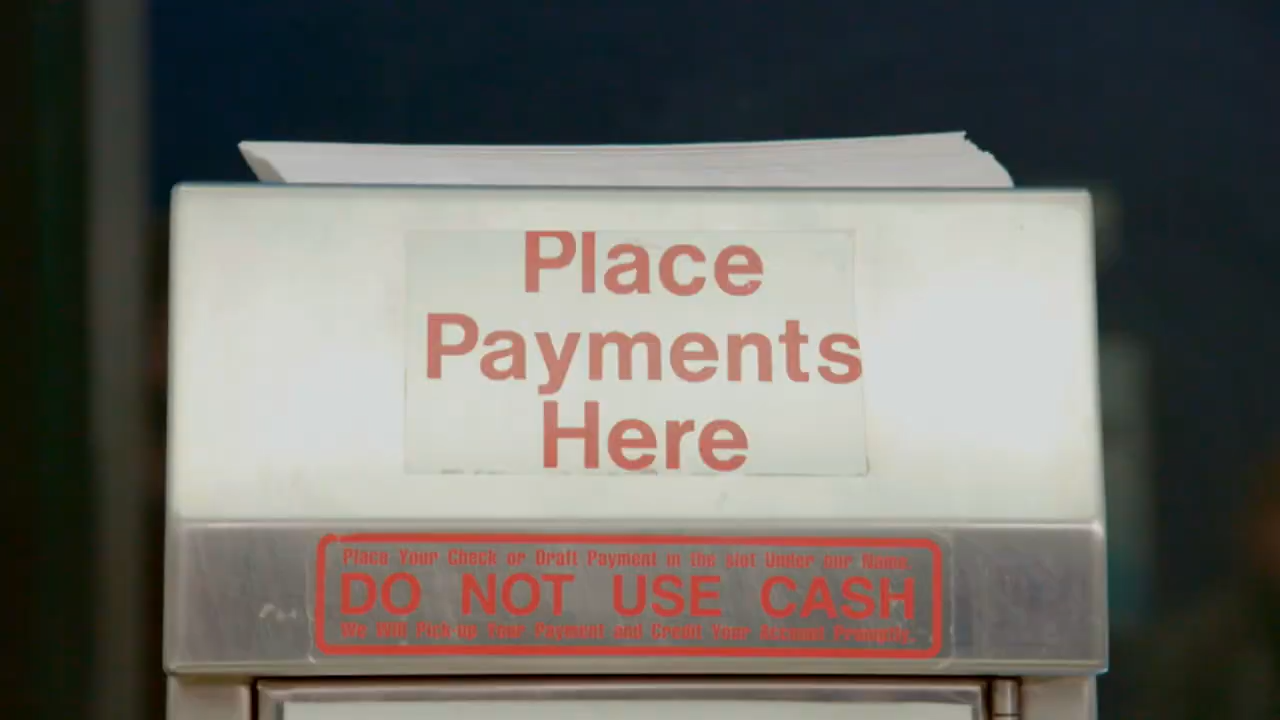 Place
Payments
Here
Place Your Check or Draft Payment in the slot Under our Name.
DO NOT USE CASH
We Will Pick-up Your Payment and Credit Your Account Promptly.